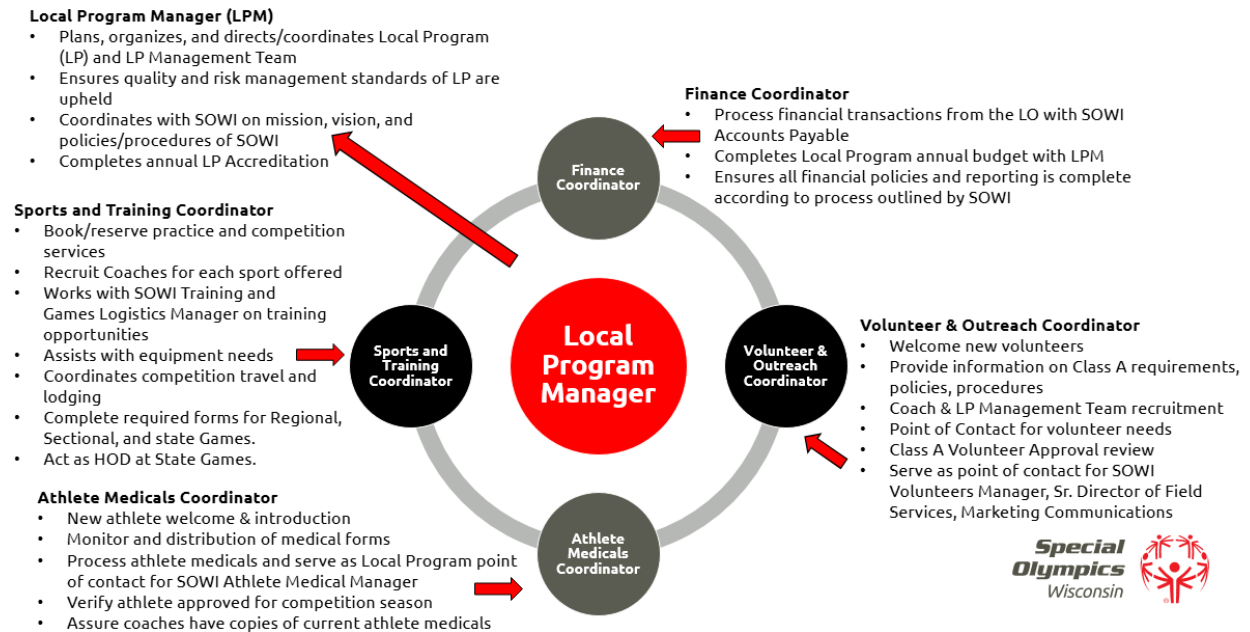 Local Program Manager (LPM)
• Plans, organizes, and directs/coordinates Local Program
(LP) and LP Management Team
• Ensures quality and risk management standards of LP are
upheld
• Coordinates with SOWI on mission, vision, and
policies/procedures of SOWI
• Completes annual LP Accreditation
Finance Coordinator
• Process financial transactions from the LO with SOWI
• Accounts Payable
• Completes Local Program annual budget with LPM
• Ensures all financial policies and reporting is complete
according to process outlined by SOWI
Finance
Coordinator
Sports and Training Coordinator
• Book/reserve practice and competition
services
• Recruit Coaches for each sport offered
• Works with SOWI Training and
Games Logistics Manager on training
opportunities
• Assists with equipment needs
• Coordinates competition travel and
lodging
• Complete required forms for Regional,
Sectional, and state Games.
• Act as HOD at State Games.
Sports and
Training
Coordinator
Local
Program
Manager
Volunteer &
Outreach
Coordinator
Volunteer & Outreach Coordinator
• Welcome new volunteers
• Provide information on Class A requirements,
policies, procedures
• Coach & LP Management Team recruitment
• Point of Contact for volunteer needs
• Class A Volunteer Approval review
• Serve as point of contact for SOWI
Volunteers Manager, Sr. Director of Field
Services, Marketing Communications
Athlete Medicals Coordinator
• New athlete welcome & introduction
• Monitor and distribution of medical forms
• Process athlete medicals and serve as Local Program point
of contact for SOWI Athlete Medical Manager
• Verify athlete approved for competition season
• Assure coaches have copies of current athlete medicals
Athlete
Medicals
Coordinator
Special
Olympics
Wisconsin